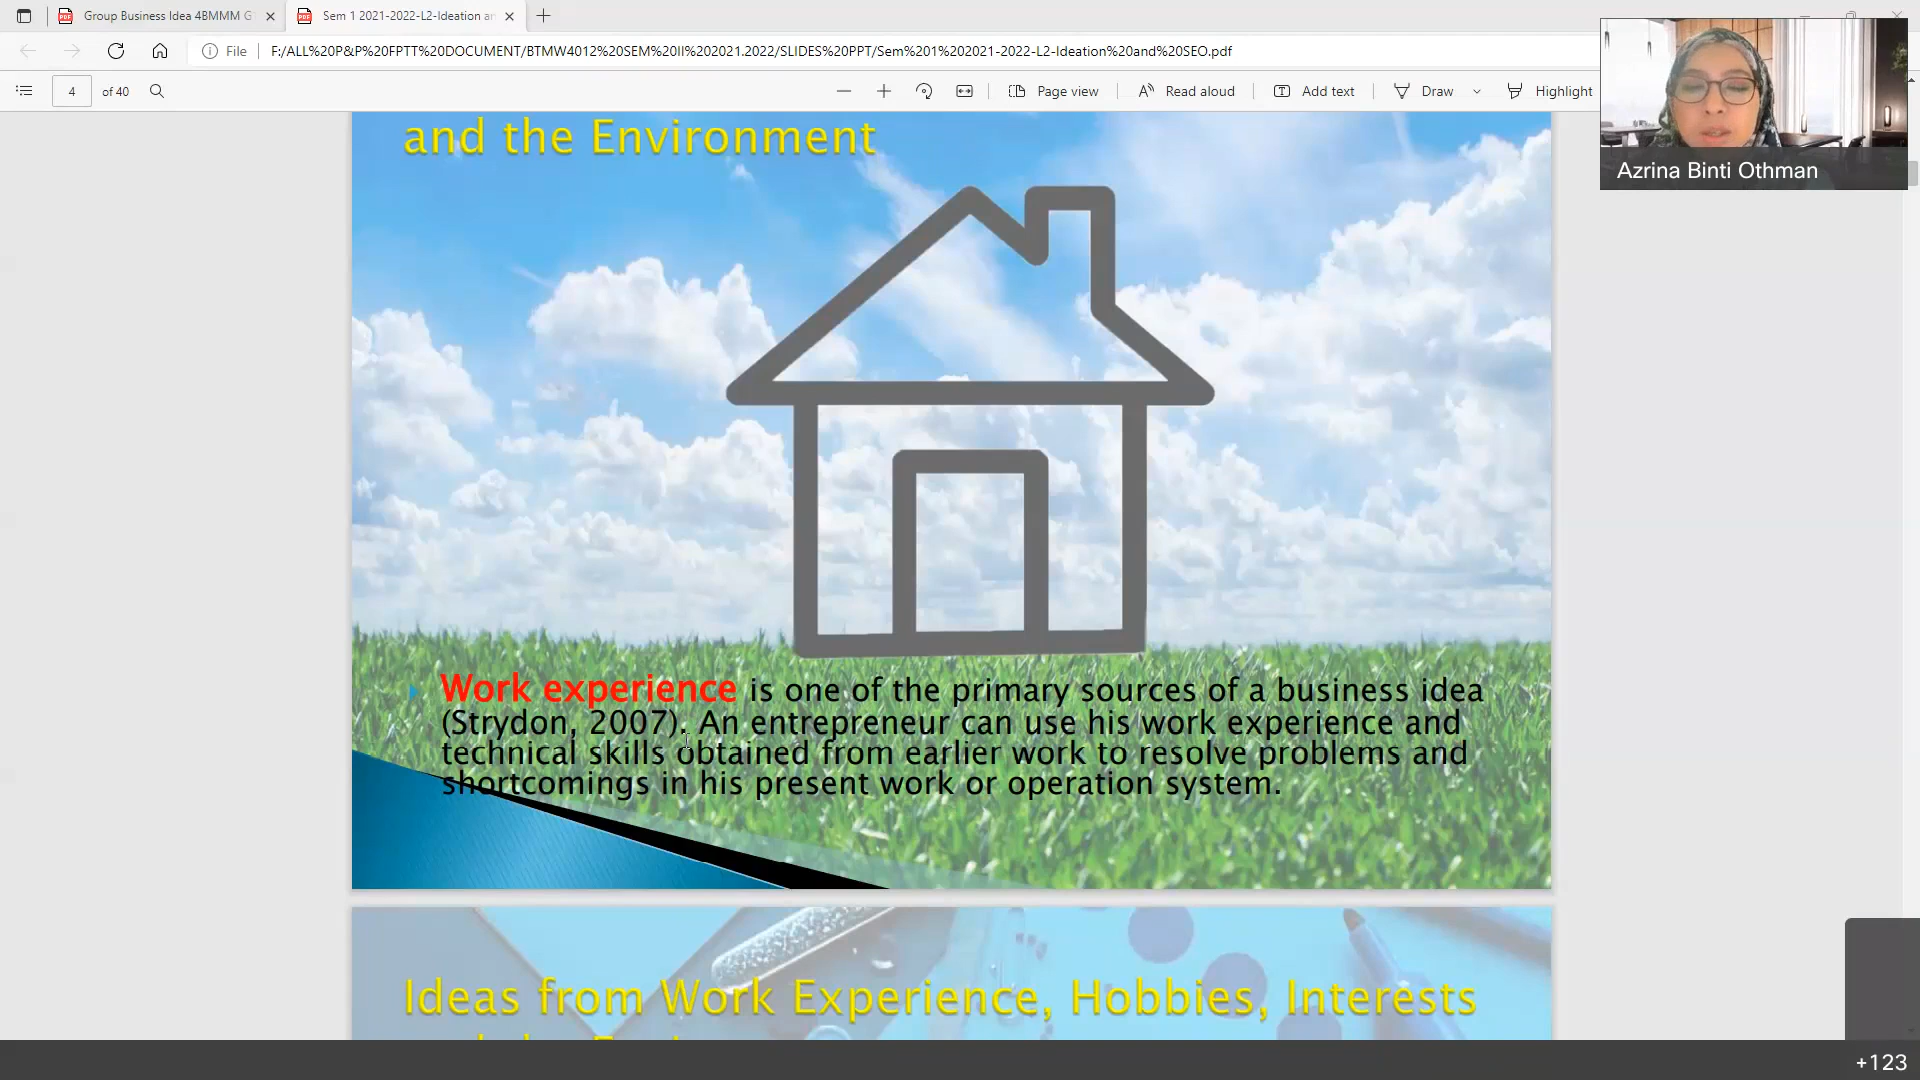 Group Business Idea 4BMMM G
Sem 1 2021-2022-L2-Ideation an
File
F:/ALL%20P&P%20FPTT%20DOCUMENT/BTMW4012%20SEM%20II%202021.2022/SLIDES%20PPT/Sem%201%202021-2022-L2-Ideation%20and%20SEO.pdf
4 of 40
Page view
Read aloud
Add text
Draw
Highlight
Azrina Binti Othman
and the Environment
Work experience is one of the primary sources of a business idea
(Strydon, 2007). An entrepreneur can use his work experience and
technical skills obtained from earlier work to resolve problems and
shortcomings in his present work or operation system.
Ideas from Work Experience, Hobbies, Interests
+123